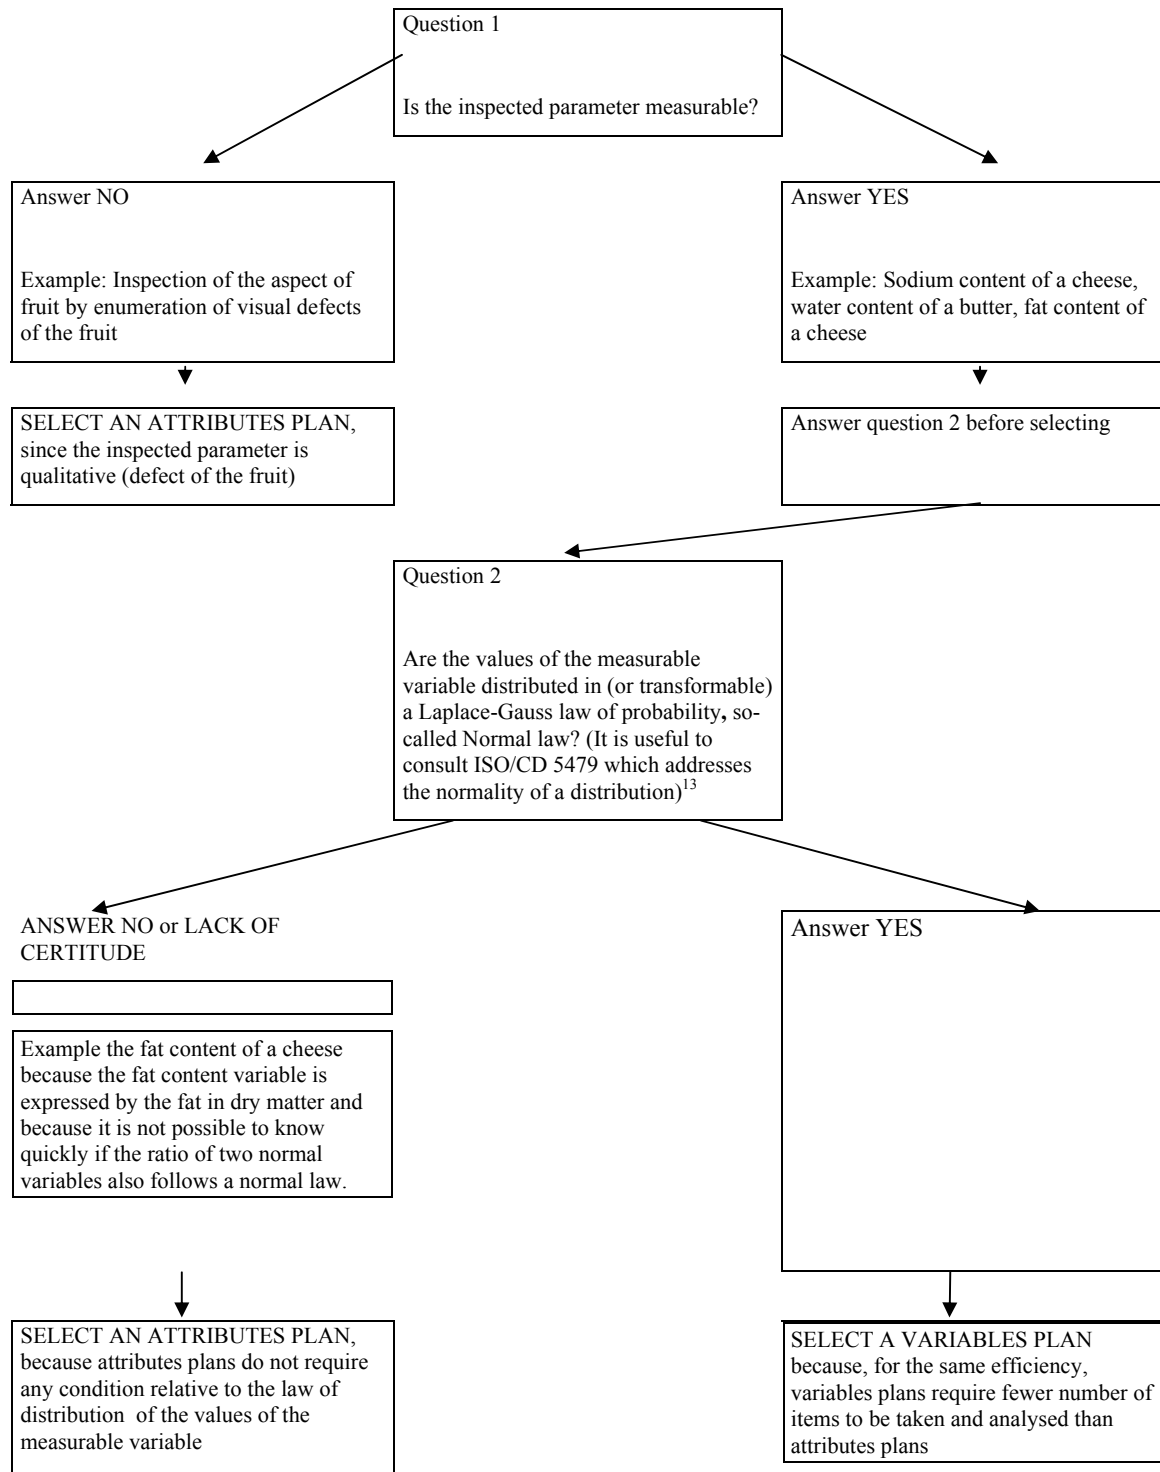 Question 1
Is the inspected parameter measurable?
Answer NO
Example: Inspection of the aspect of
fruit by enumeration of visual defects
of the fruit
Answer YES
Example: Sodium content of a cheese,
water content of a butter, fat content of
a cheese
SELECT AN ATTRIBUTES PLAN,
since the inspected parameter is
qualitative (defect of the fruit)
Answer question 2 before selecting
Question 2
Are the values of the measurable
variable distributed in (or transformable)
a Laplace-Gauss law of probability, so-
called Normal law? (It is useful to
consult ISO/CD 5479 which addresses
the normality of a distribution)13
ANSWER NO or LACK OF
CERTITUDE
Example the fat content of a cheese
because the fat content variable is
expressed by the fat in dry matter and
because it is not possible to know
quickly if the ratio of two normal
variables also follows a normal law.
Answer YES
SELECT AN ATTRIBUTES PLAN,
because attributes plans do not require
any condition relative to the law of
distribution of the values of the
measurable variable
SELECT A VARIABLES PLAN
because, for the same efficiency,
variables plans require fewer number of
items to be taken and analysed than
attributes plans